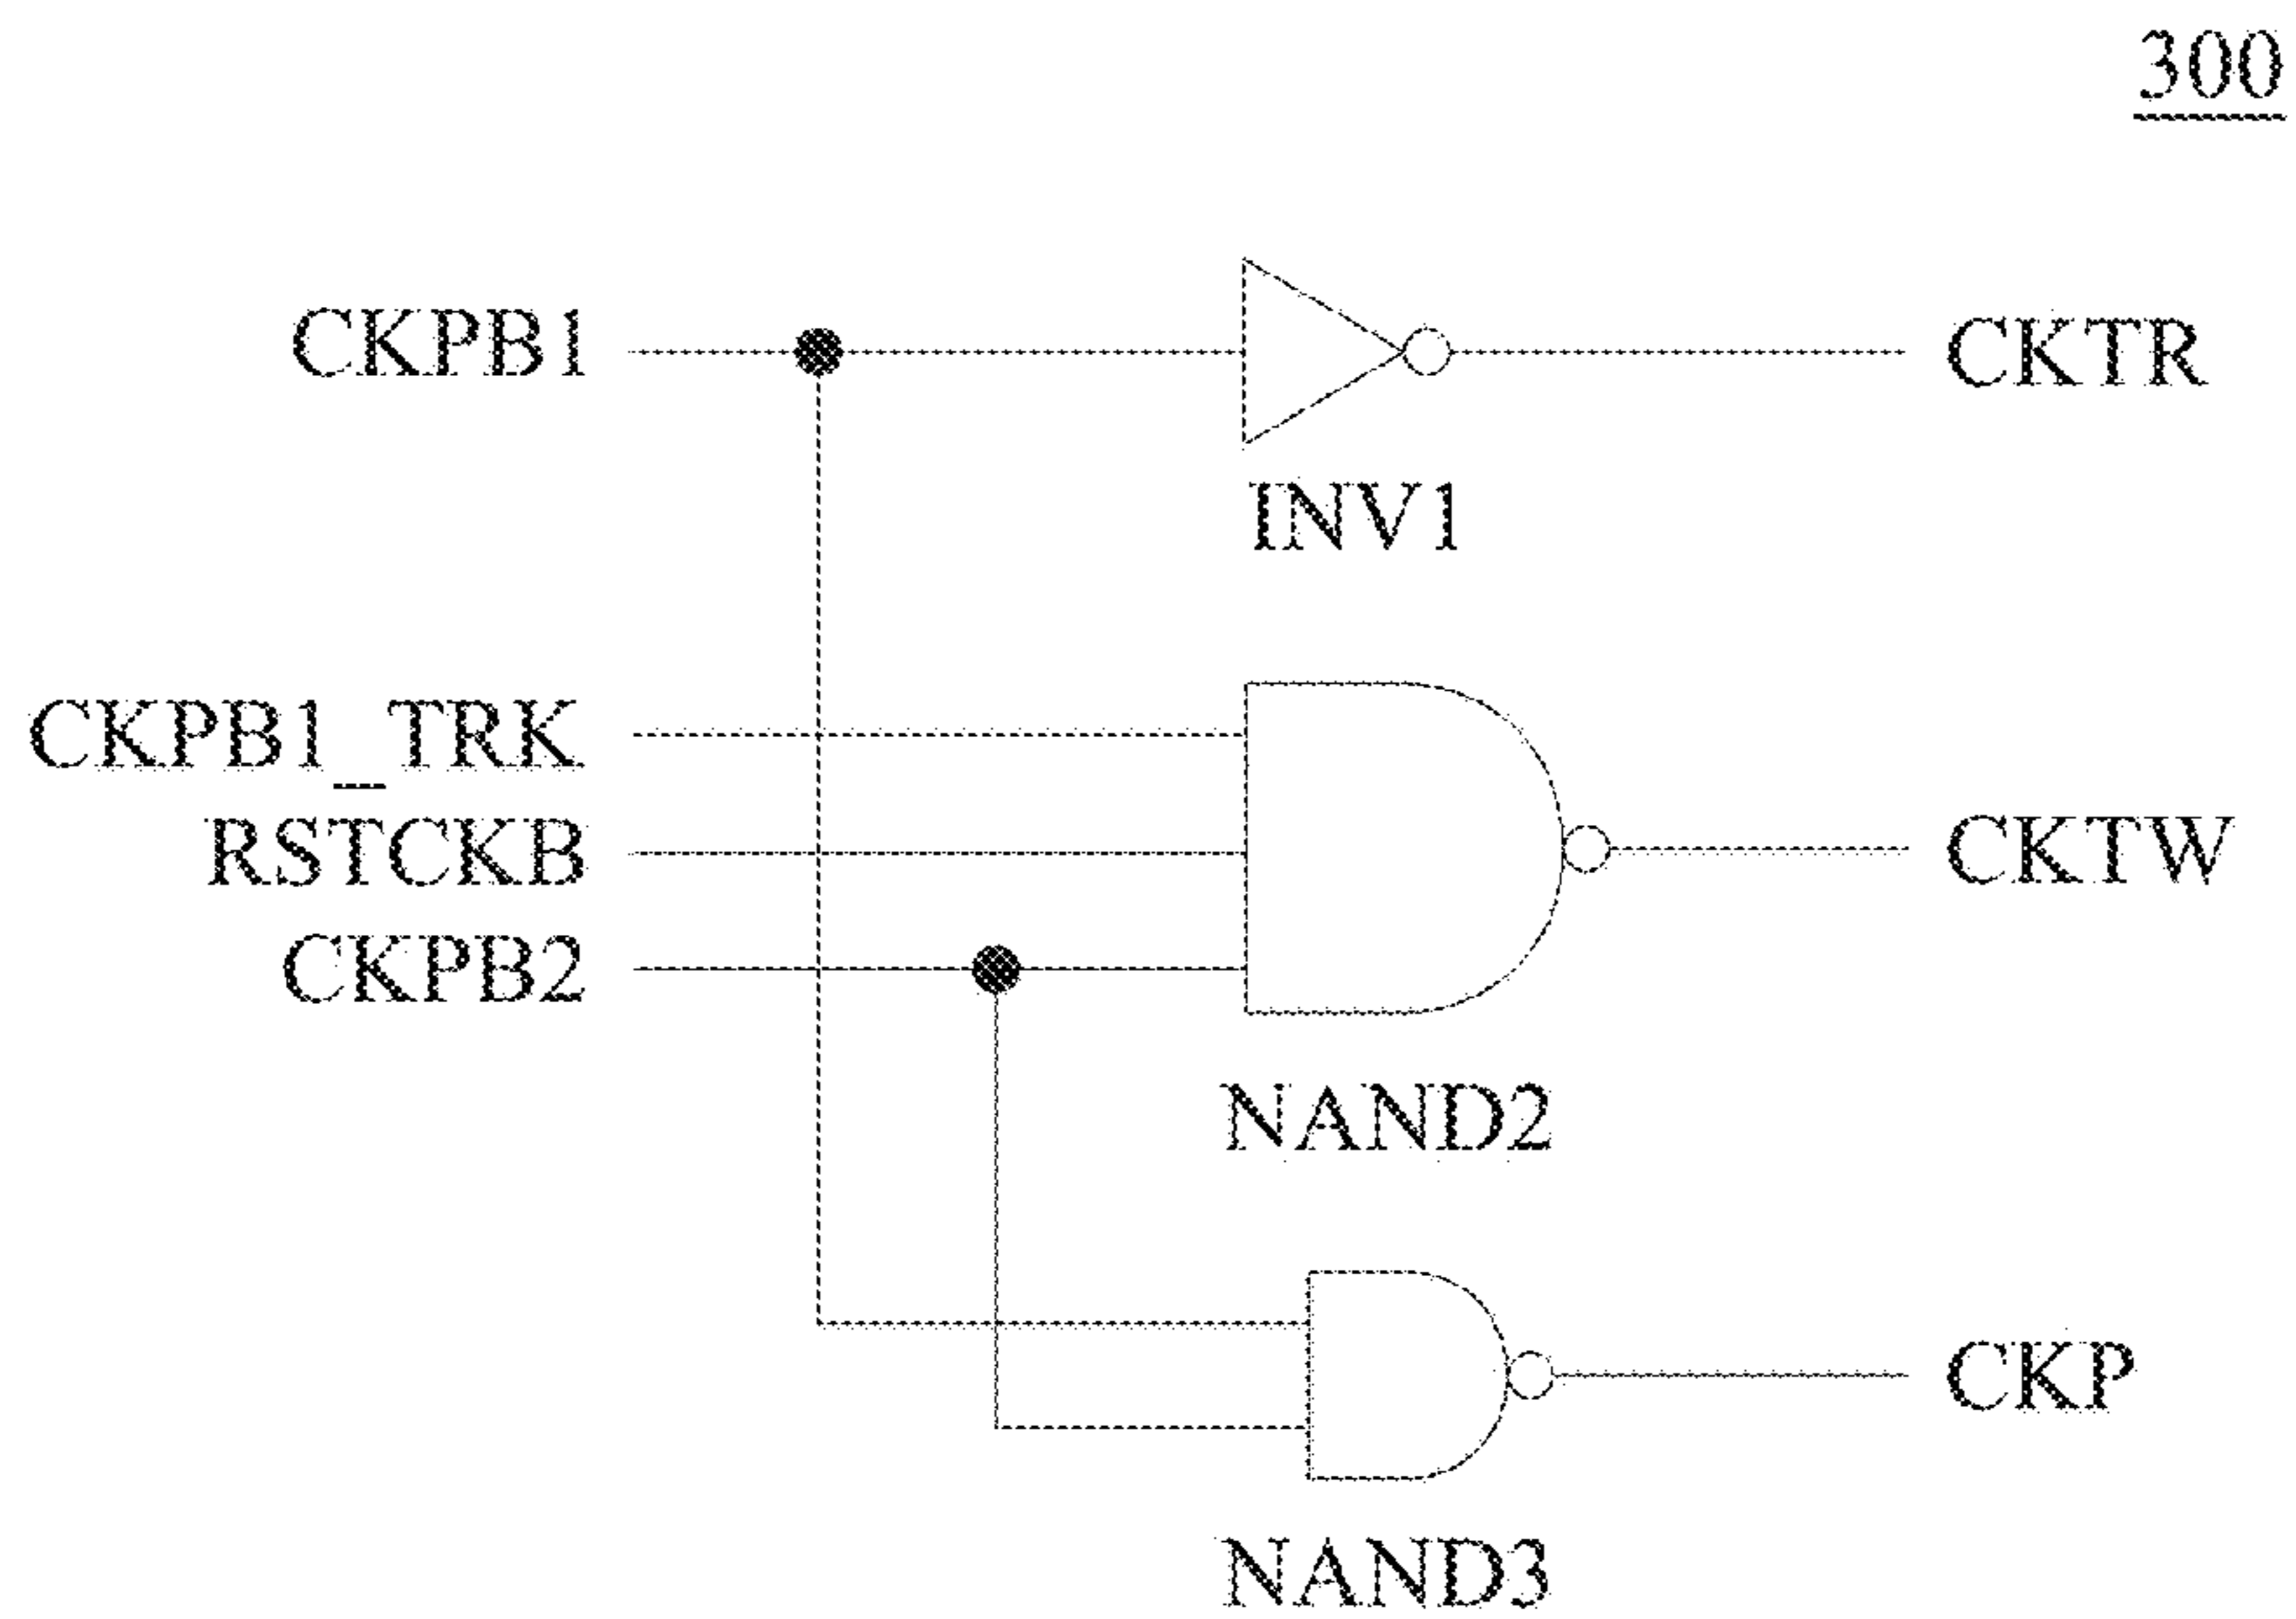 300
CKPB1
CKTR
INV1
CKPB1_TRK
RSTCKB
CKTW
CKPB2
NAND2
CKP
NAND3